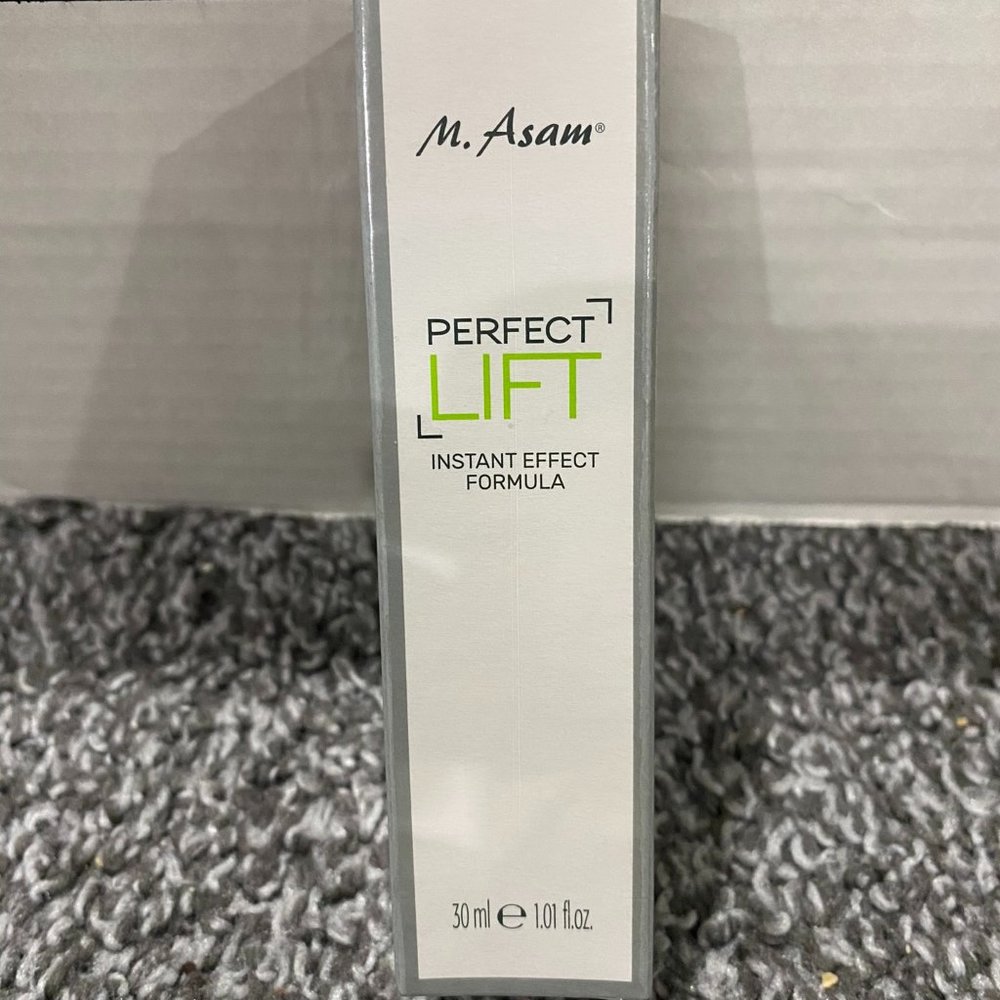 M. Asam®
PERFECT
LIFT
INSTANT EFFECT
FORMULA
30 ml ℮ 1.01 fl.oz.